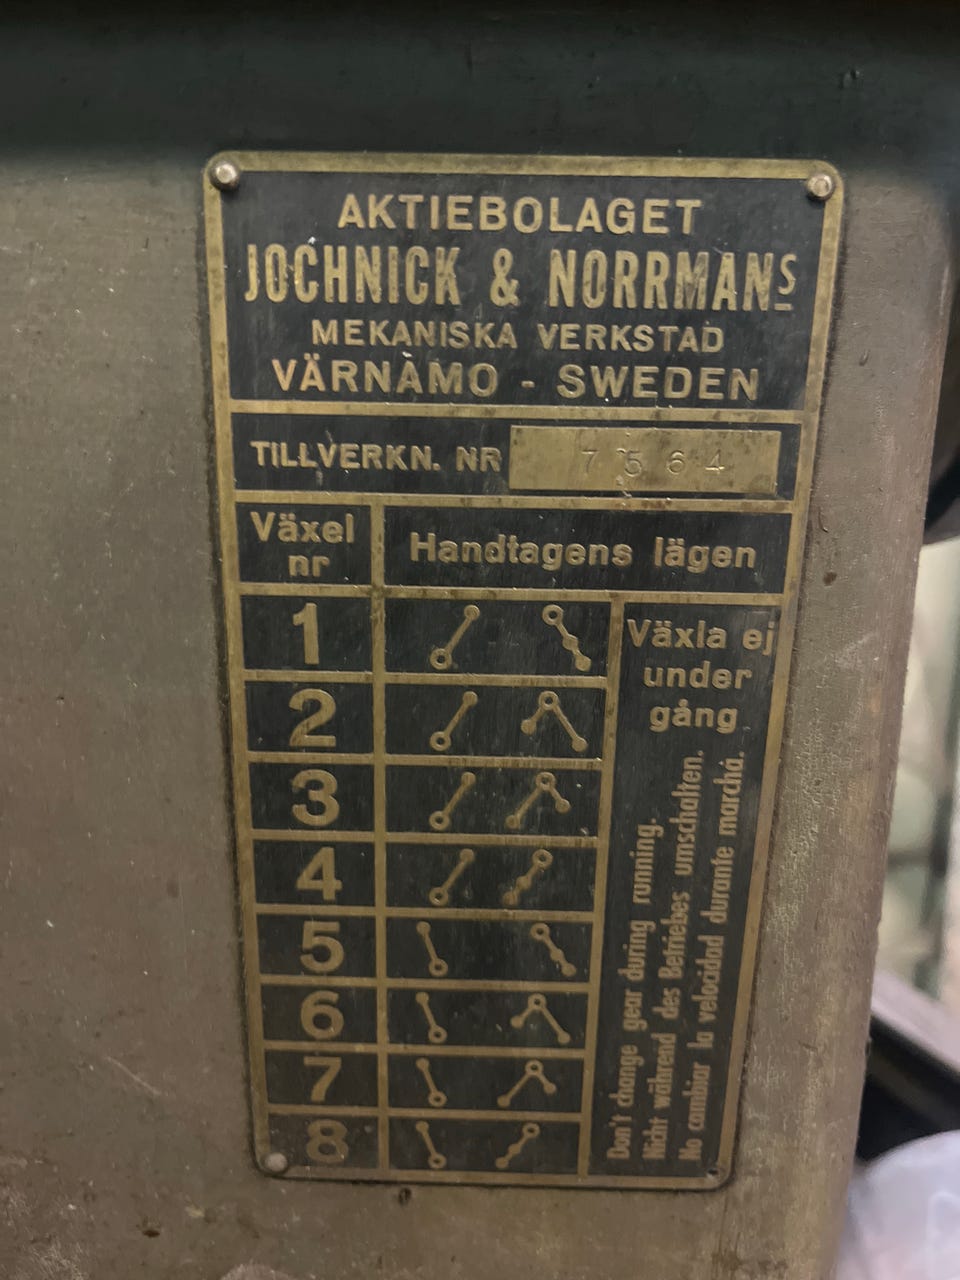 AKTIEBOLAGET
JOCHNICK & NORRMANS
MEKANISKA VERKSTAD
VÄRNAMO - SWEDEN
TILLVERKN. NR 7564
Växel
nr
Handtagens lägen
1
2
3
4
5
6
7
8
Växla ej
under
gång
Don't change gear during running.
Nicht während des Betriebes umschalten.
No combiar la velocidad durante marcha.